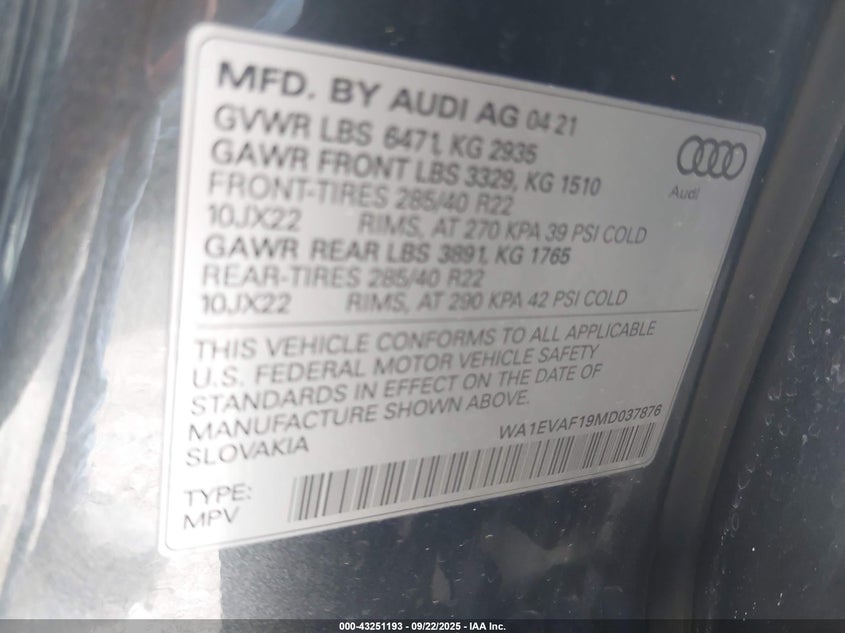 MFD. BY AUDI AG 04 21
GVWR LBS 6471, KG 2935
GAWR FRONT LBS 3329, KG 1510
FRONT-TIRES 285/40 R22
10JX22 RIMS, AT 270 KPA 39 PSI COLD
GAWR REAR LBS 3891, KG 1765
REAR-TIRES 285/40 R22
10JX22 RIMS, AT 290 KPA 42 PSI COLD
Audi
THIS VEHICLE CONFORMS TO ALL APPLICABLE
U.S. FEDERAL MOTOR VEHICLE SAFETY
STANDARDS IN EFFECT ON THE DATE OF
MANUFACTURE SHOWN ABOVE.
SLOVAKIA
WA1EVAF19MD037876
TYPE:
MPV
000-43251193 - 09/22/2025 - IAA Inc.